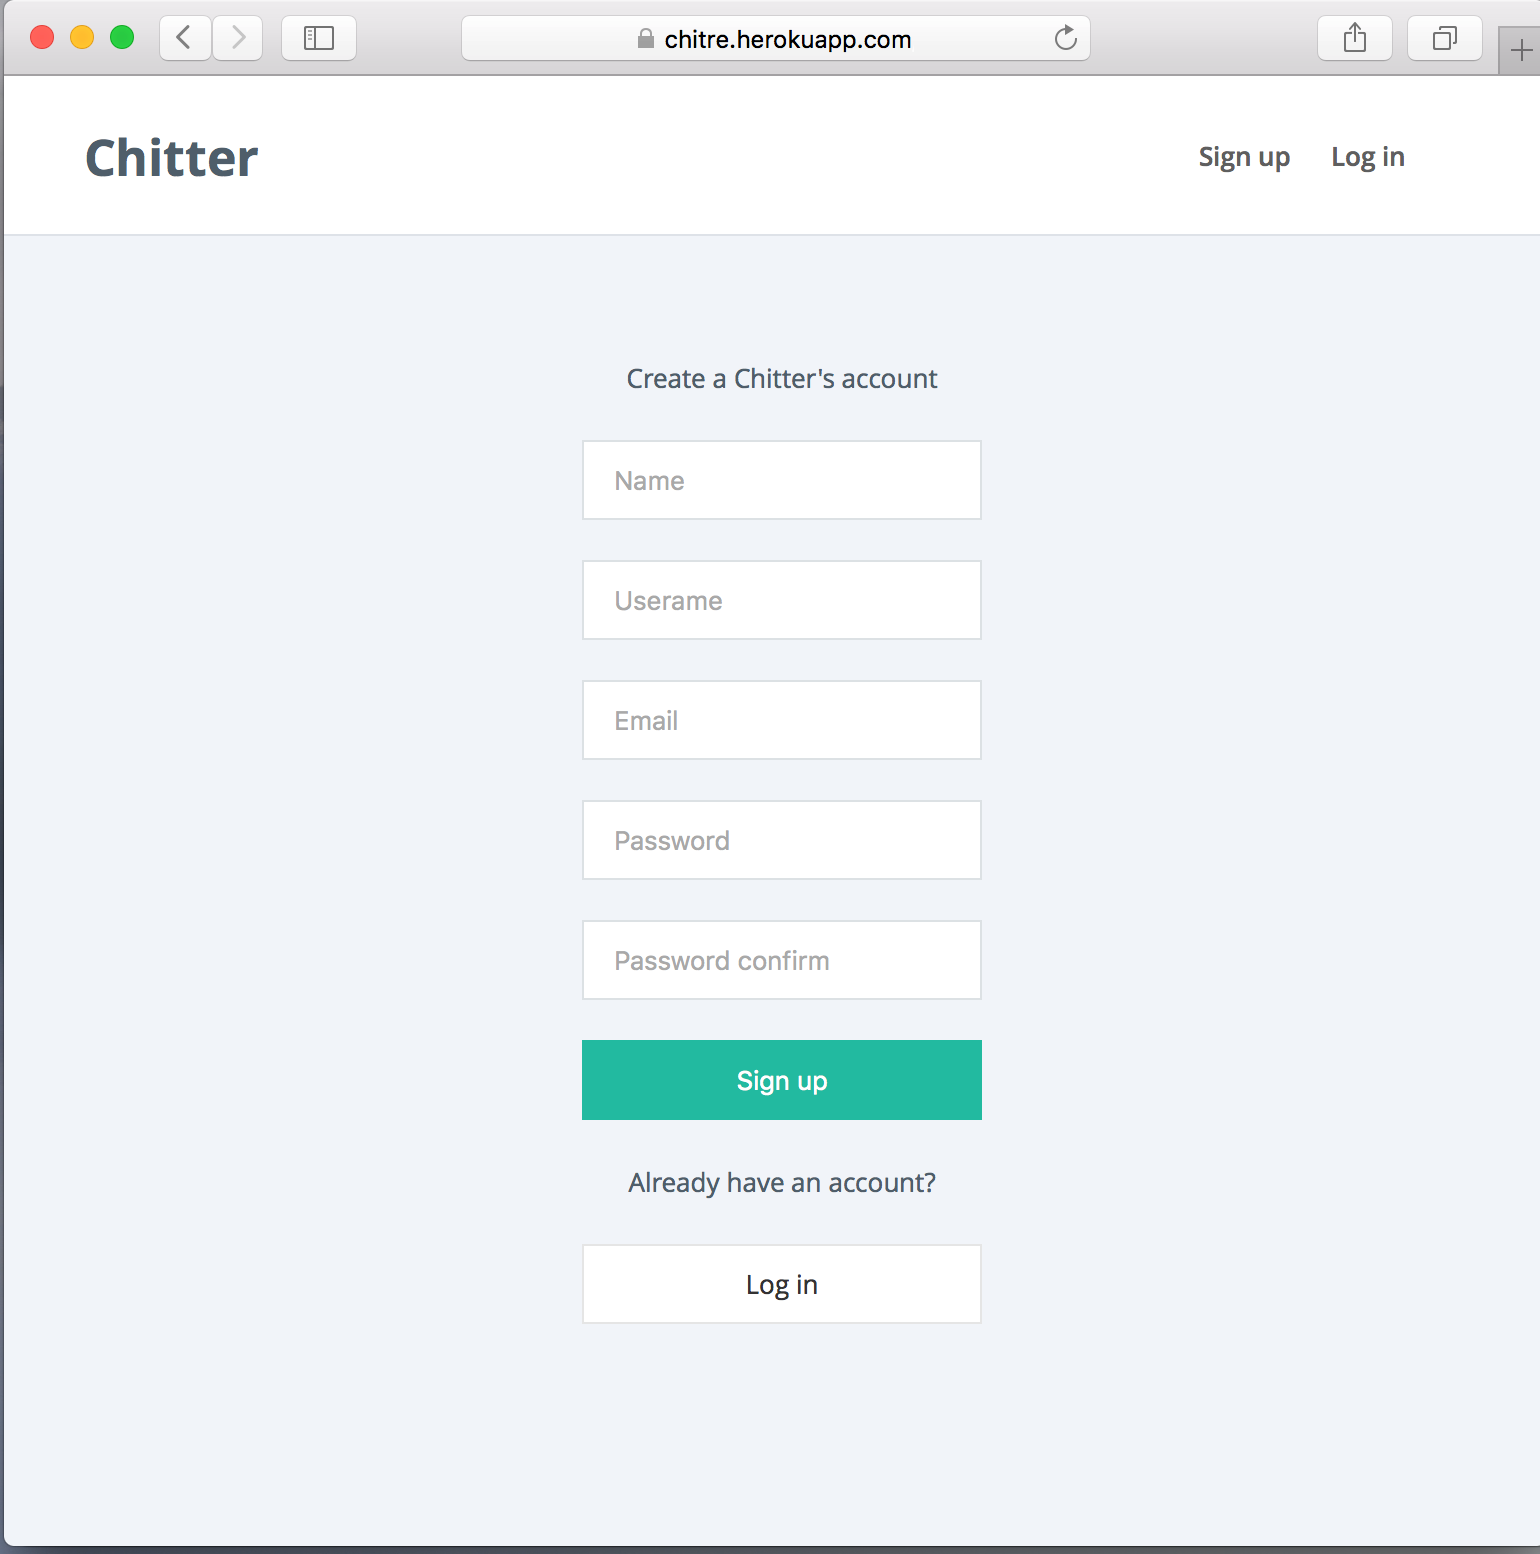 chitre.herokuapp.com
Chitter
Sign up
Log in
Create a Chitter's account
Name
Userame
Email
Password
Password confirm
Sign up
Already have an account?
Log in